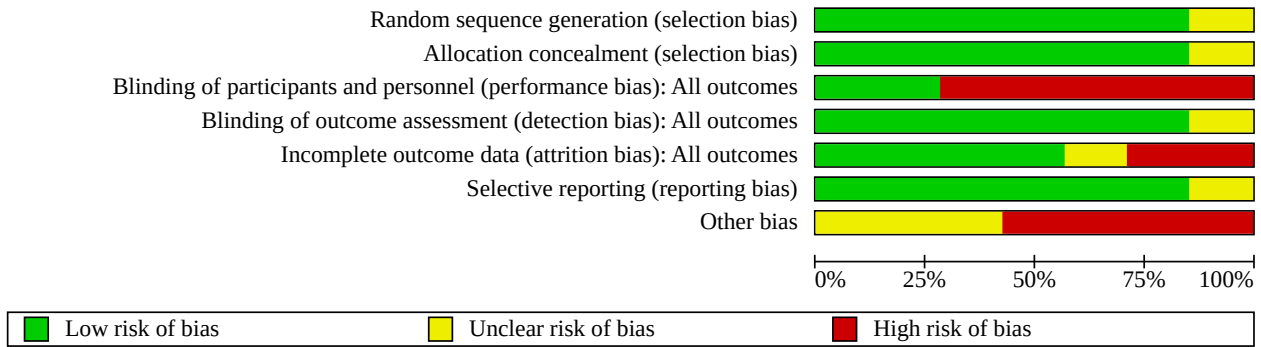 Random sequence generation (selection bias)
Allocation concealment (selection bias)
Blinding of participants and personnel (performance bias): All outcomes
Blinding of outcome assessment (detection bias): All outcomes
Incomplete outcome data (attrition bias): All outcomes
Selective reporting (reporting bias)
Other bias
0% 25% 50% 75% 100%
Low risk of bias Unclear risk of bias High risk of bias